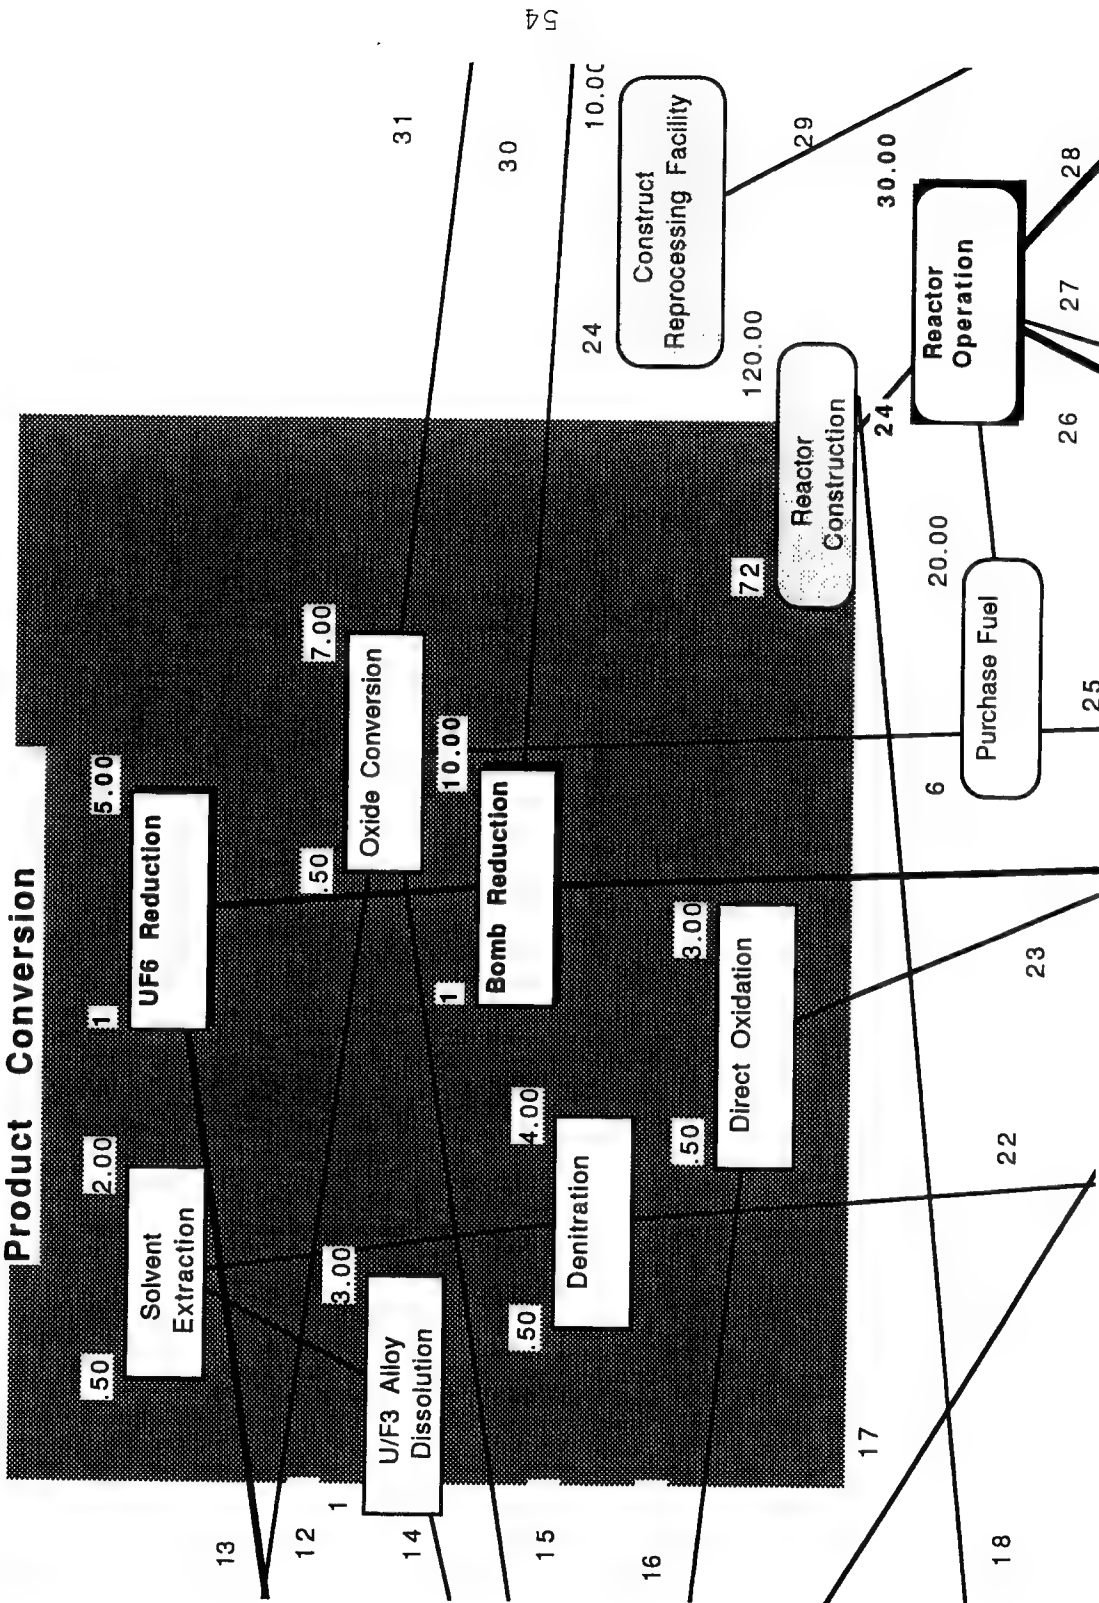 54
Product Conversion
.50
2.00
Solvent
Extraction
1
5.00
UF6 Reduction
13
12
1
3.00
U/F3 Alloy
Dissolution
.50
7.00
Oxide Conversion
31
14
15
.50
4.00
Denitration
1
10.00
Bomb Reduction
30
16
.50
3.00
Direct Oxidation
24
10.00
Construct
Reprocessing Facility
29
17
72
120.00
Reactor
Construction
24
30.00
Reactor
Operation
6
20.00
Purchase Fuel
18
22
23
25
26
27
28